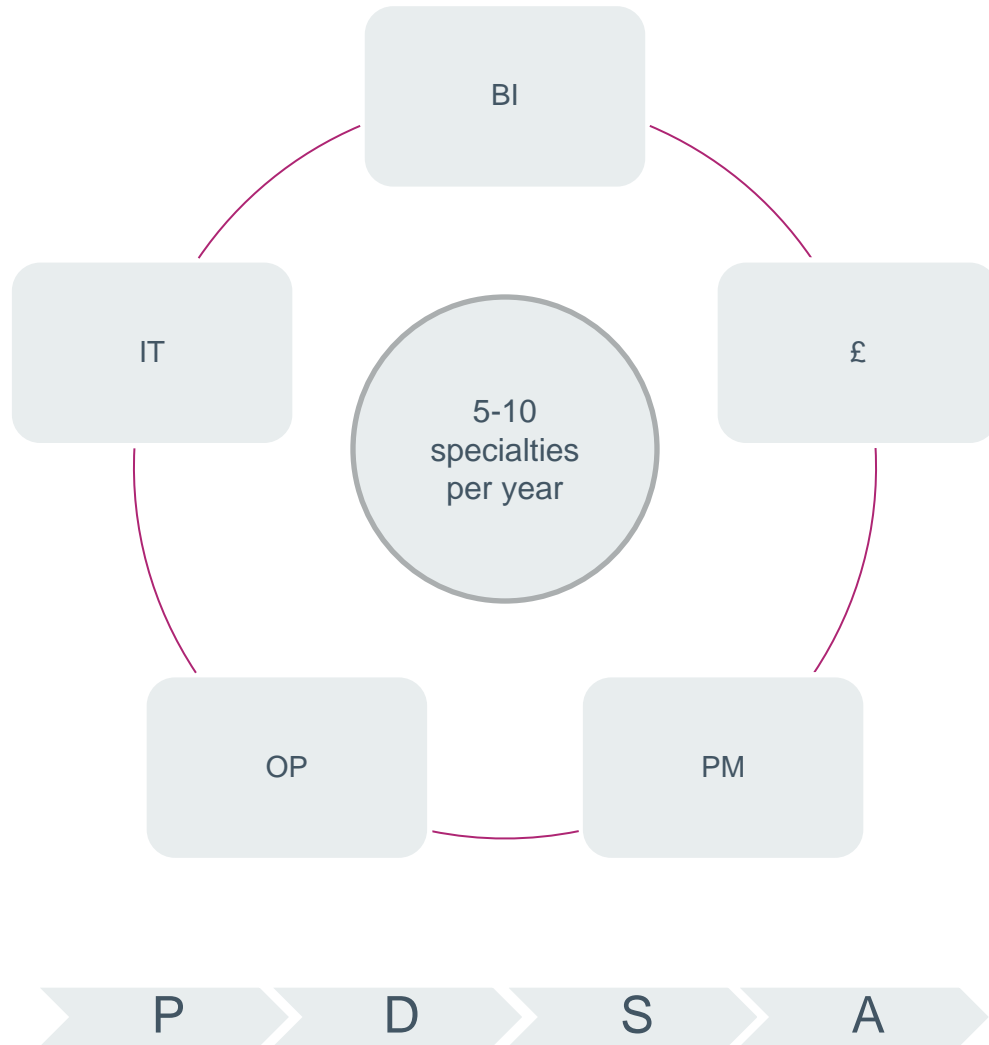 BI
IT
£
5-10
specialties
per year
OP
PM
P
D
S
A